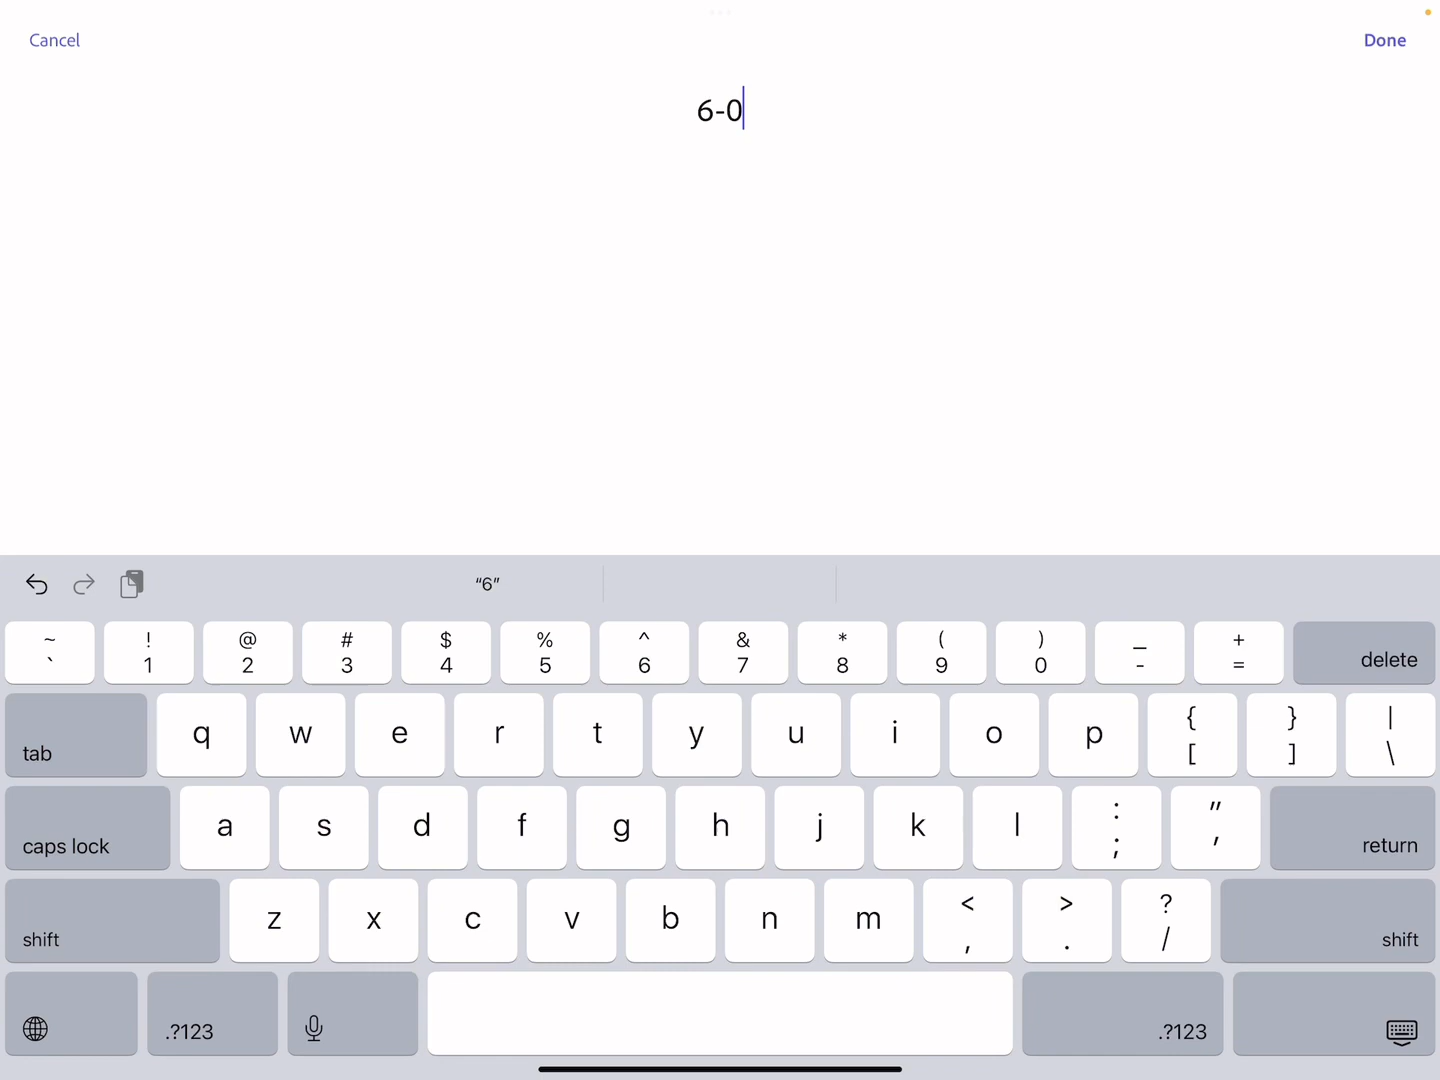 Cancel
Done
6-0
“6”
~ ! @ # $ % ^ & * ( ) _ +
` 1 2 3 4 5 6 7 8 9 0 - = delete
tab q w e r t y u i o p { [ } ] | \
caps lock a s d f g h j k l : ; " ' return
shift z x c v b n m < , > . ? / shift
.?123 .?123